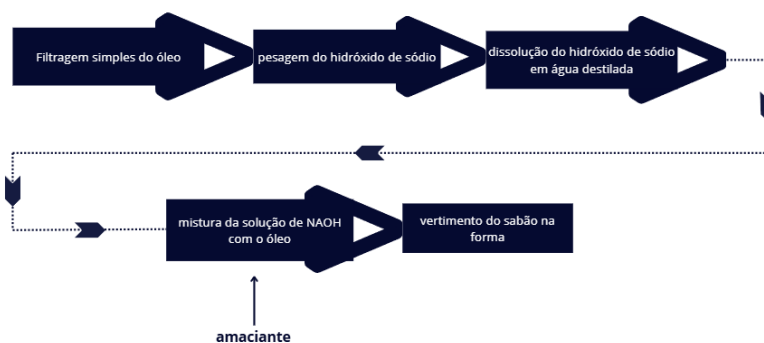 Filtragem simples do óleo
pesagem do hidróxido de sódio
dissolução do hidróxido de sódio
em água destilada
mistura da solução de NAOH
com o óleo
vertimento do sabão na
forma
amaciante